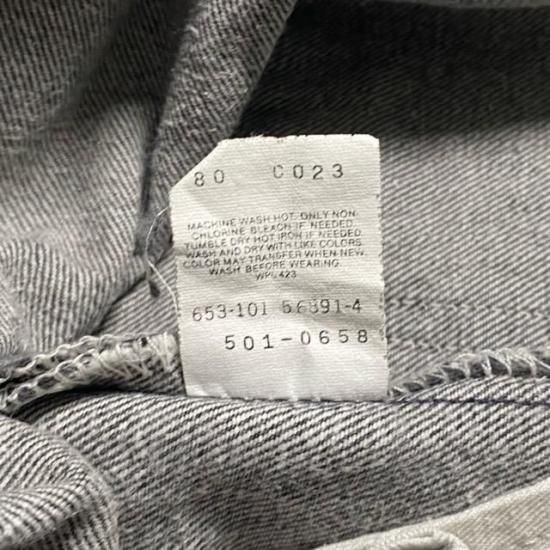 80 C023
MACHINE WASH HOT. ONLY NON-
CHLORINE BLEACH IF NEEDED.
TUMBLE DRY HOT IRON IF NEEDED.
WASH AND DRY WITH LIKE COLORS.
COLOR MAY TRANSFER WHEN NEW.
WASH BEFORE WEARING.
WPL 423
653-101 56891-4
501-0658